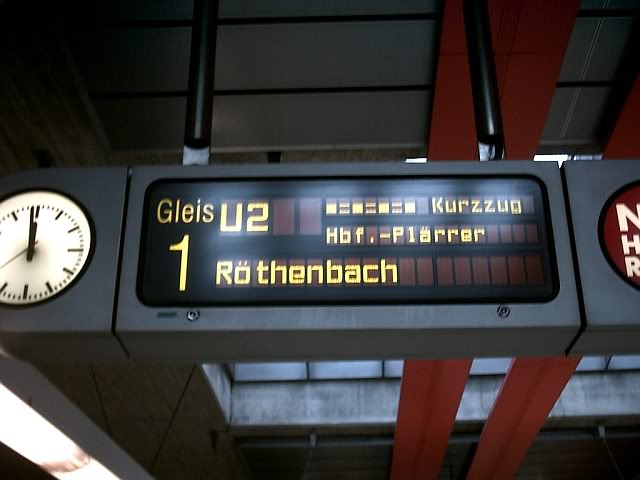 Gleis U2 Kurzzug
Hbf.-Plärrer
1 Röthenbach
N
H
R